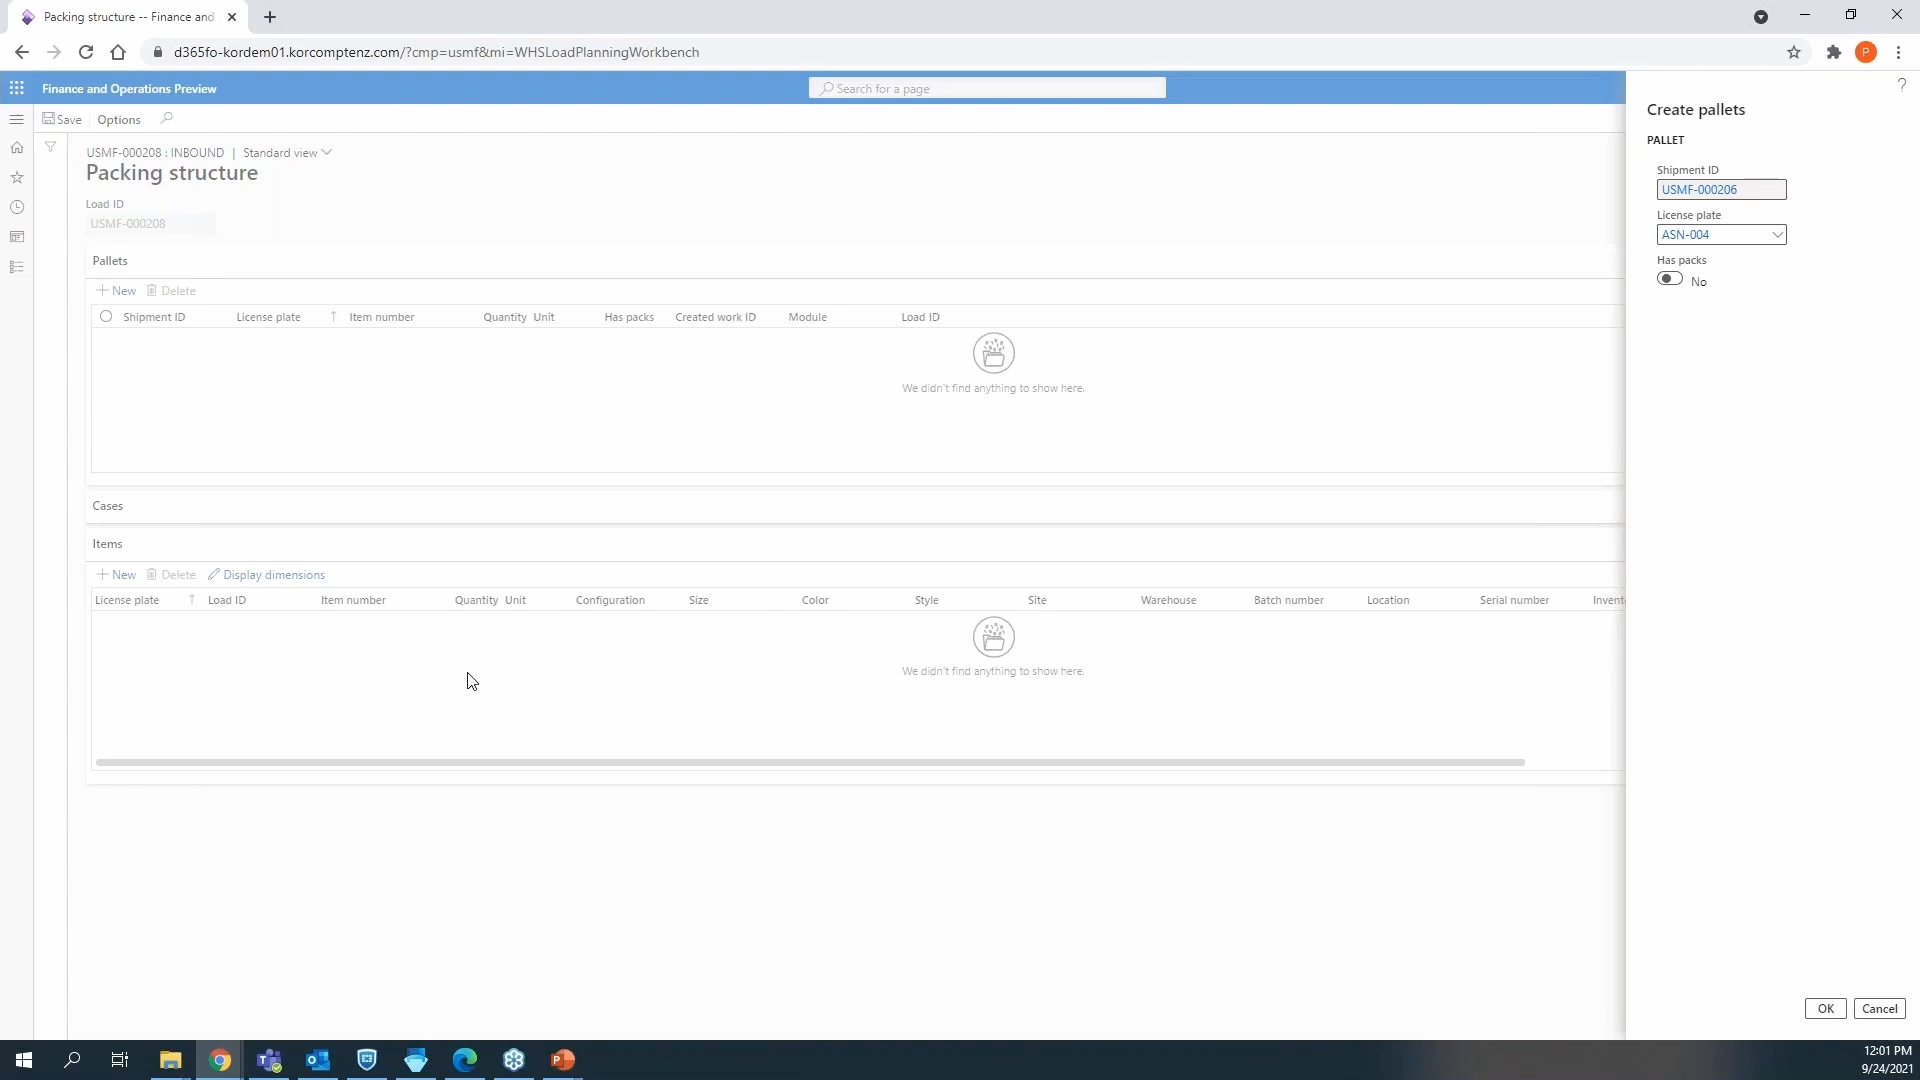 Packing structure -- Finance and
d365fo-kordem01.korcomptenz.com/?cmp=usmf&mi=WHSLoadPlanningWorkbench
P
Finance and Operations Preview
Search for a page
?
Save Options
USMF-000208 : INBOUND | Standard view
Packing structure
Load ID
USMF-000208
Pallets
New Delete
Shipment ID License plate Item number Quantity Unit Has packs Created work ID Module Load ID
We didn't find anything to show here.
Cases
Items
New Delete Display dimensions
License plate Load ID Item number Quantity Unit Configuration Size Color Style Site Warehouse Batch number Location Serial number Invent
We didn't find anything to show here.
Create pallets
PALLET
Shipment ID
USMF-000206
License plate
ASN-004
Has packs
No
OK Cancel
12:01 PM
9/24/2021